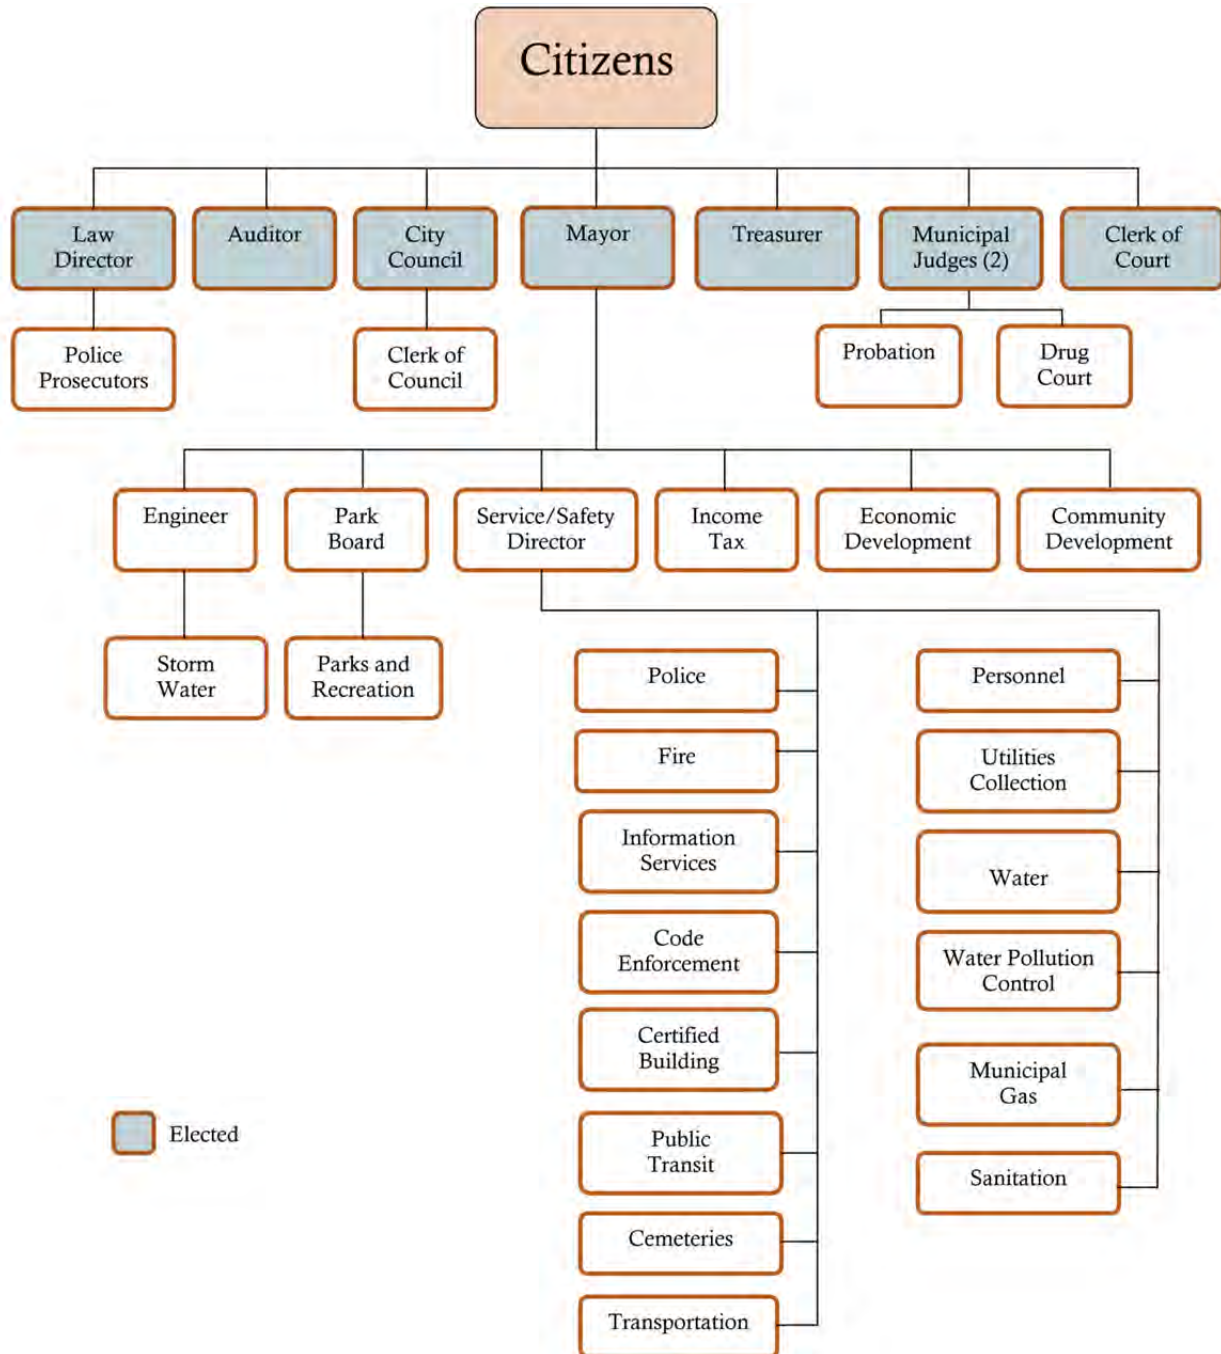 Citizens
Law
Director
Auditor
City
Council
Mayor
Treasurer
Municipal
Judges (2)
Clerk of
Court
Police
Prosecutors
Clerk of
Council
Probation
Drug
Court
Engineer
Park
Board
Service/Safety
Director
Income
Tax
Economic
Development
Community
Development
Storm
Water
Parks and
Recreation
Police
Fire
Information
Services
Code
Enforcement
Certified
Building
Public
Transit
Cemeteries
Transportation
Personnel
Utilities
Collection
Water
Water Pollution
Control
Municipal
Gas
Sanitation
Elected